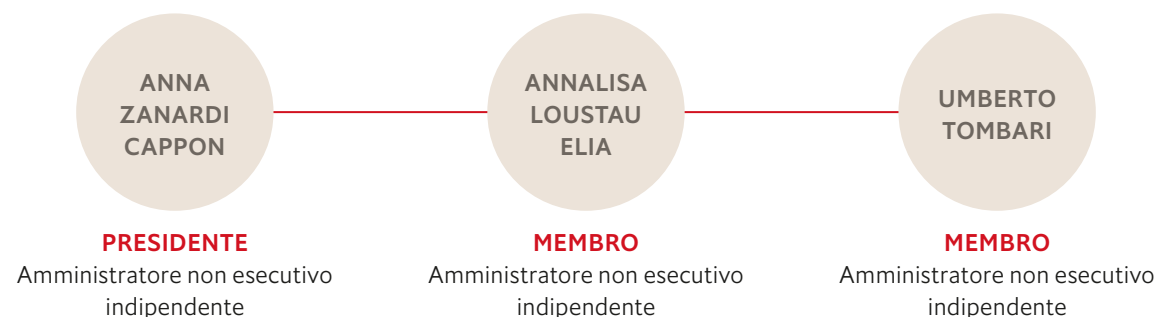 ANNA
ZANARDI
CAPPON
PRESIDENTE
Amministratore non esecutivo
indipendente
ANNALISA
LOUSTAU
ELIA
MEMBRO
Amministratore non esecutivo
indipendente
UMBERTO
TOMBARI
MEMBRO
Amministratore non esecutivo
indipendente